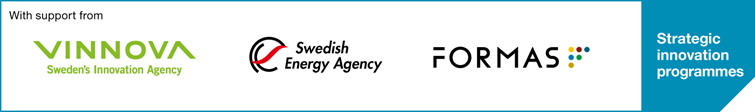 With support from
VINNOVA
Sweden's Innovation Agency
Swedish
Energy Agency
FORMAS
Strategic
innovation
programmes